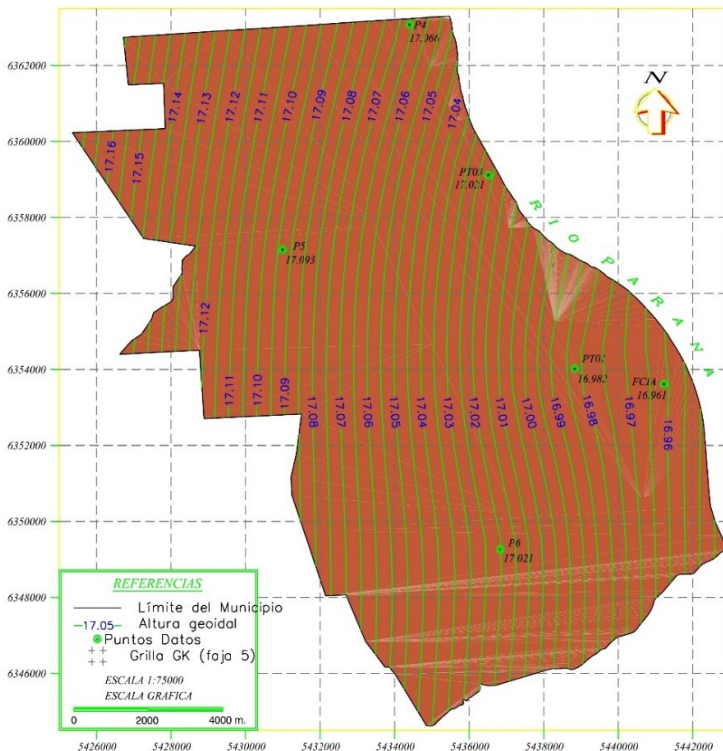 P4
17.066
6362000
N
17.14
17.13
17.12
17.11
17.10
17.09
17.08
17.07
17.06
17.05
17.04
6360000
17.16
17.15
PT03
17.021
6358000
RIO PARANA
P5
17.093
6356000
17.12
6354000
16.982
FCIA
16.961
17.11
17.10
17.09
17.08
17.07
17.06
17.05
17.04
17.03
17.02
17.01
17.00
16.99
16.98
16.97
16.96
6352000
6350000
P6
17.021
REFERENCIAS
Límite del Municipio
17.05 Altura geoidal
Puntos Datos
Grilla GK (faja 5)
ESCALA 1:75000
ESCALA GRAFICA
0 2000 4000 m.
6348000
6346000
5426000 5428000 5430000 5432000 5434000 5436000 5438000 5440000 5442000